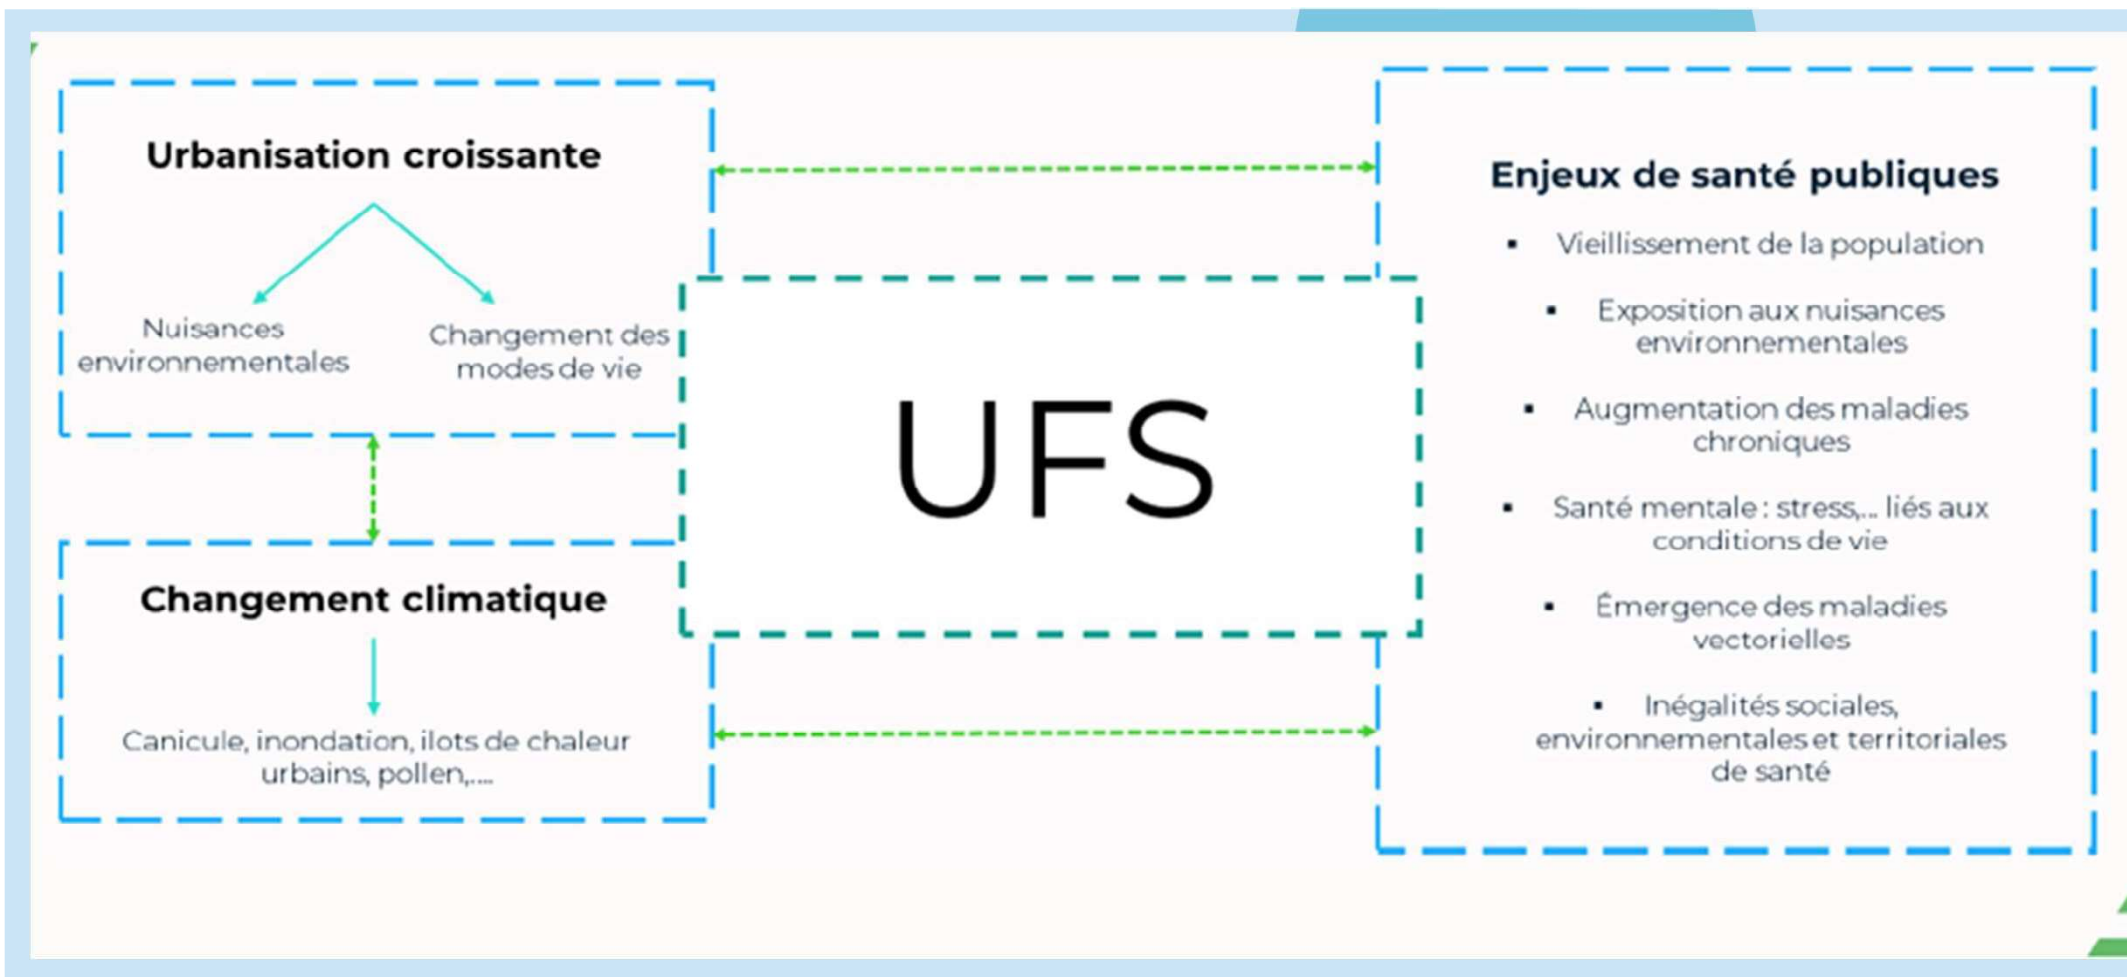 Urbanisation croissante
Nuisances
environnementales
Changement des
modes de vie
Changement climatique
Canicule, inondation, ilots de chaleur
urbains, pollen,....
UFS
Enjeux de santé publiques
▪ Vieillissement de la population
▪ Exposition aux nuisances
environnementales
▪ Augmentation des maladies
chroniques
▪ Santé mentale : stress,... liés aux
conditions de vie
▪ Émergence des maladies
vectorielles
▪ Inégalités sociales,
environnementales et territoriales
de santé